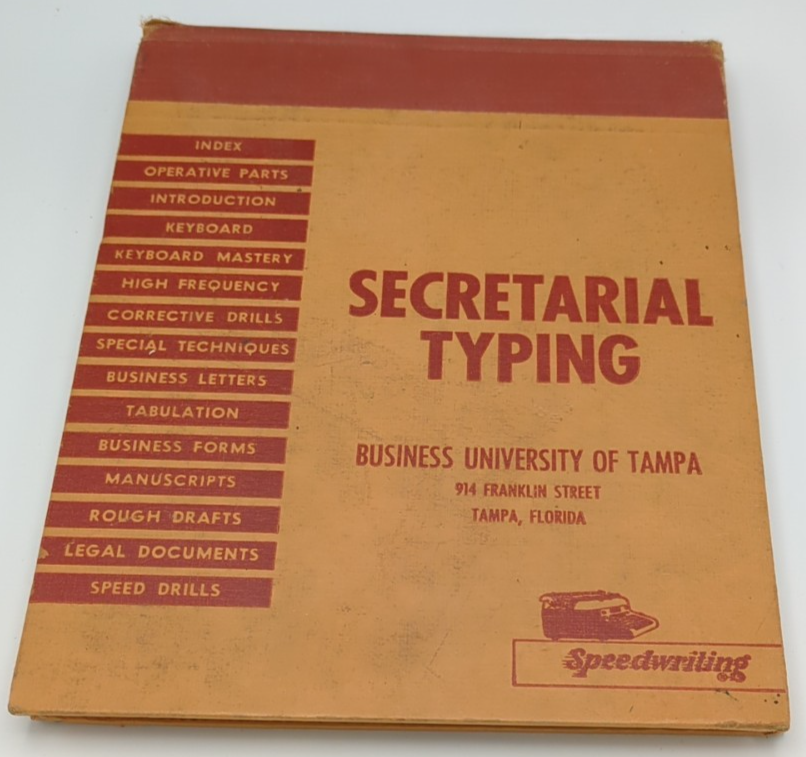 INDEX
OPERATIVE PARTS
INTRODUCTION
KEYBOARD
KEYBOARD MASTERY
HIGH FREQUENCY
CORRECTIVE DRILLS
SPECIAL TECHNIQUES
BUSINESS LETTERS
TABULATION
BUSINESS FORMS
MANUSCRIPTS
ROUGH DRAFTS
LEGAL DOCUMENTS
SPEED DRILLS
SECRETARIAL
TYPING
BUSINESS UNIVERSITY OF TAMPA
914 FRANKLIN STREET
TAMPA, FLORIDA
Speedwriting